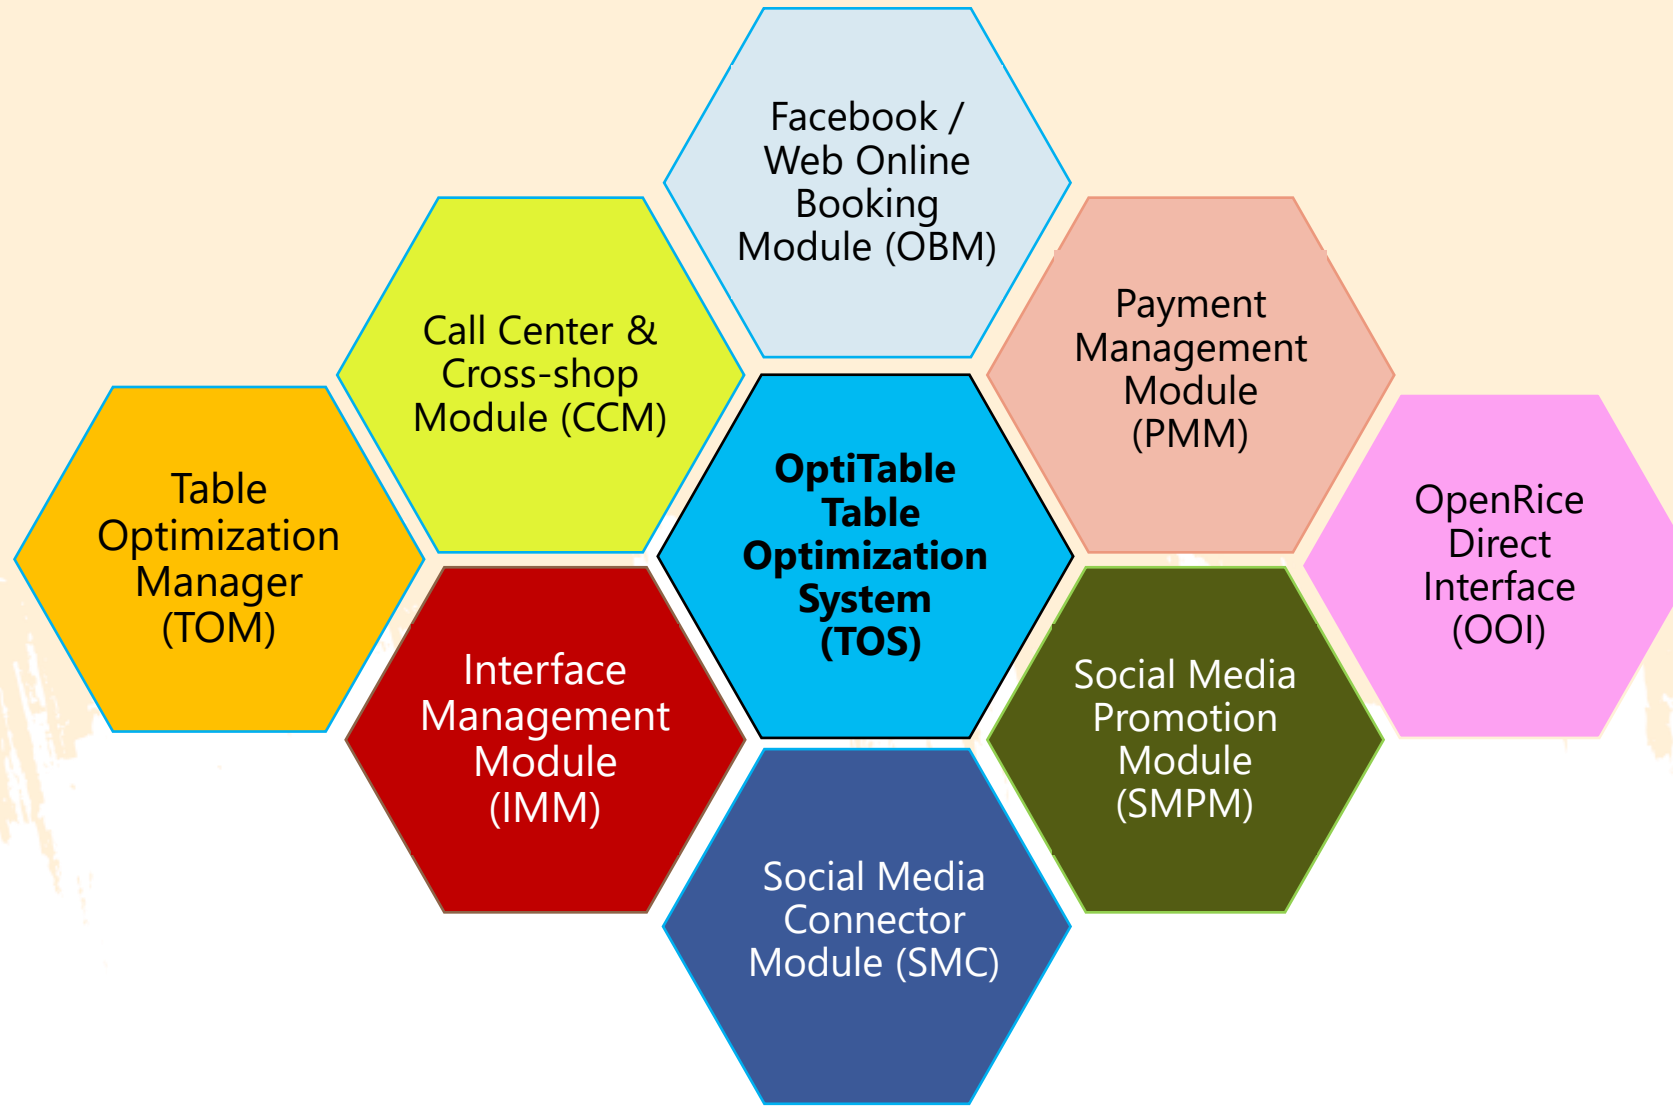 Facebook /
Web Online
Booking
Module (OBM)
Call Center &
Cross-shop
Module (CCM)
Payment
Management
Module
(PMM)
Table
Optimization
Manager
(TOM)
OptiTable
Table
Optimization
System
(TOS)
OpenRice
Direct
Interface
(OOI)
Interface
Management
Module
(IMM)
Social Media
Promotion
Module
(SMPM)
Social Media
Connector
Module (SMC)